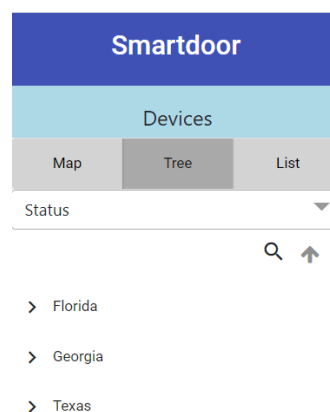 Smartdoor
Devices
Map Tree List
Status
Florida
Georgia
Texas